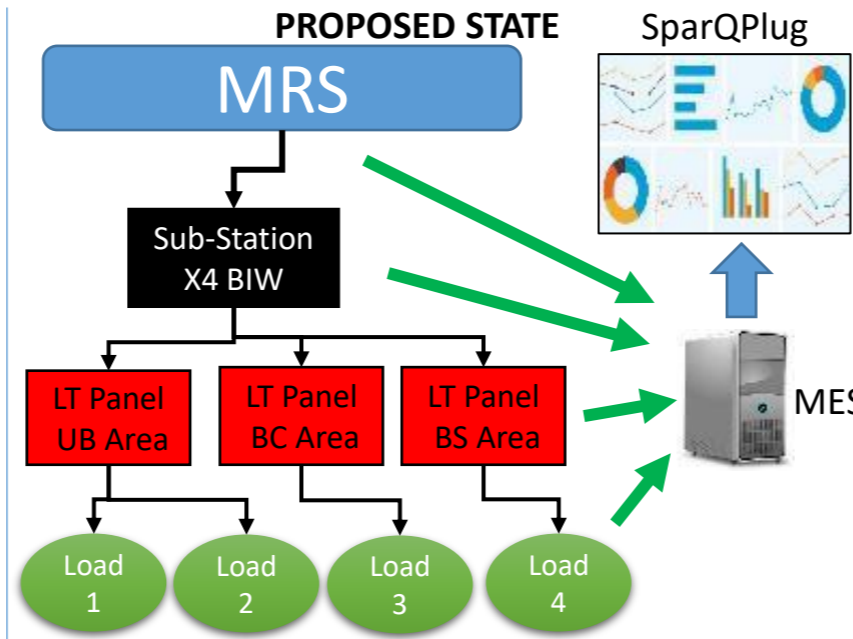 PROPOSED STATE
SparQPlug
MRS
Sub-Station
X4 BIW
LT Panel
UB Area
LT Panel
BC Area
LT Panel
BS Area
MES
Load
1
Load
2
Load
3
Load
4